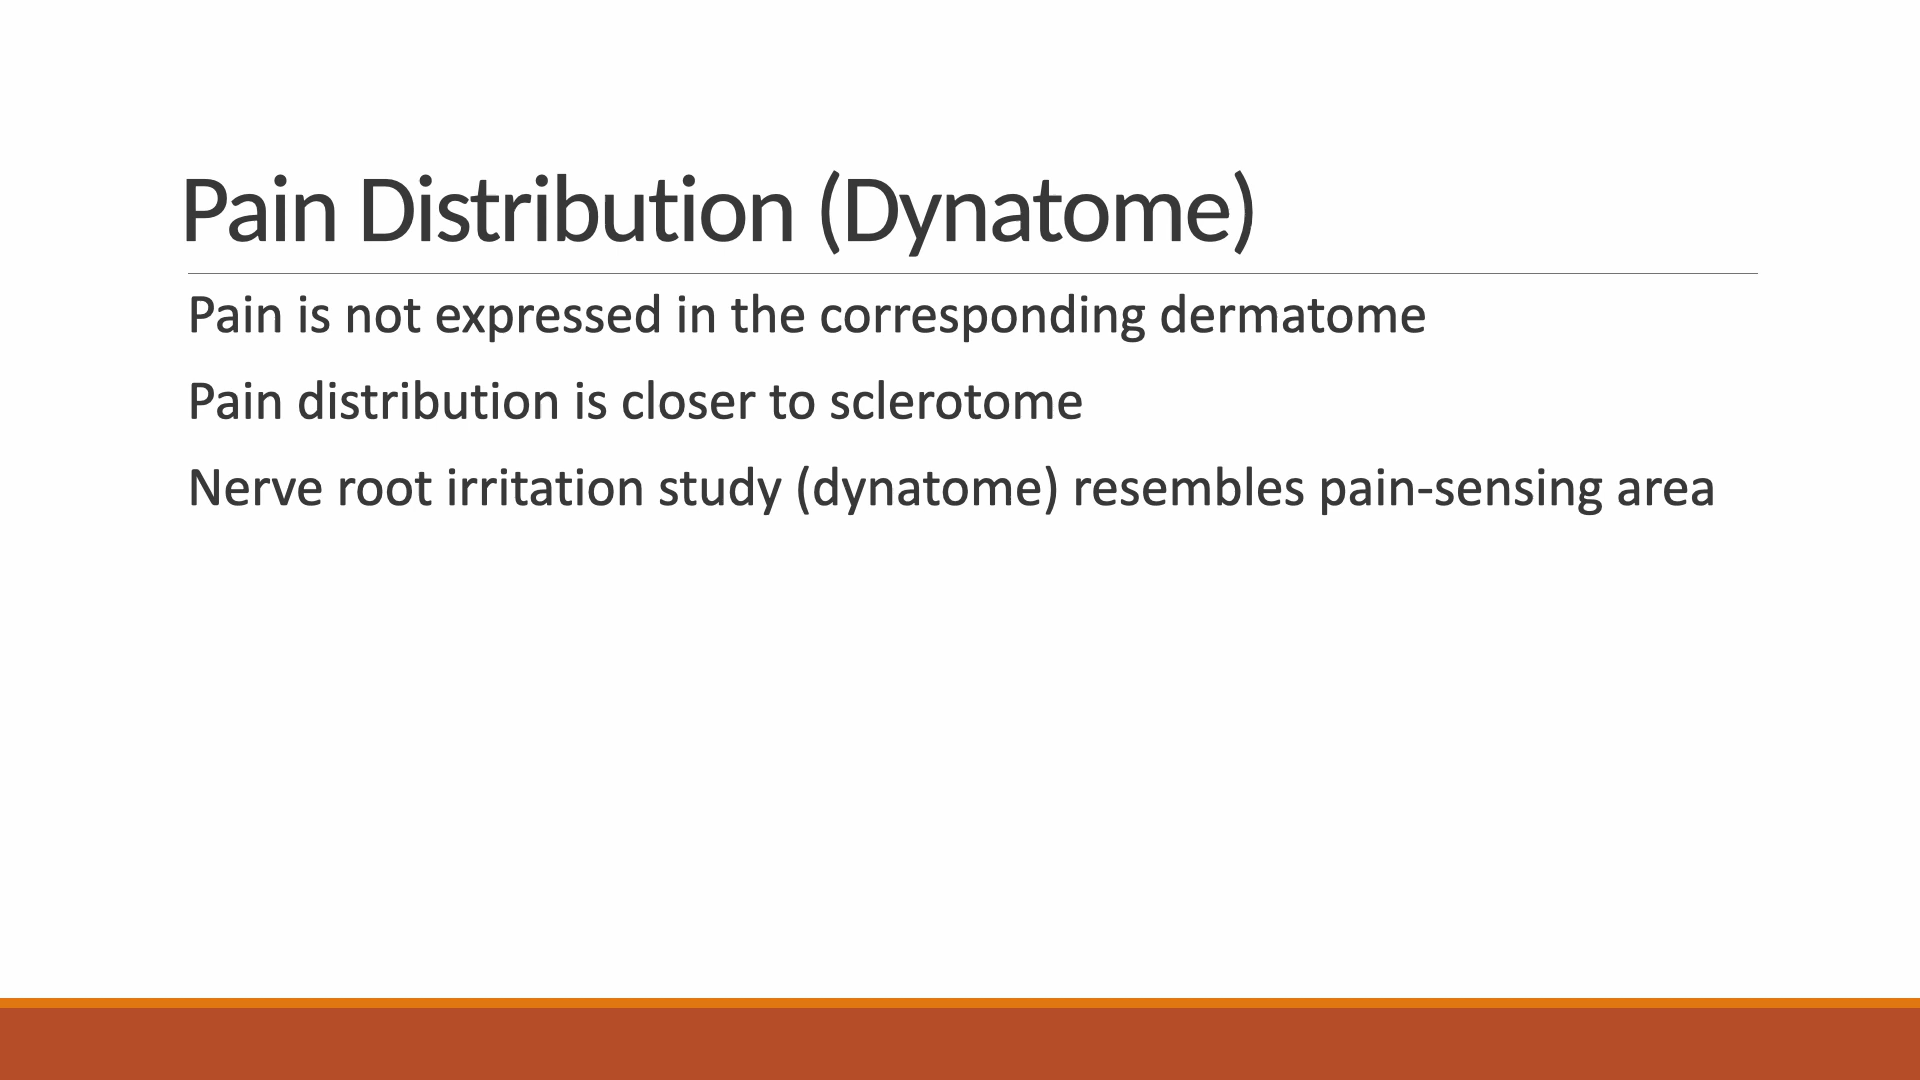 Pain Distribution (Dynatome)
Pain is not expressed in the corresponding dermatome
Pain distribution is closer to sclerotome
Nerve root irritation study (dynatome) resembles pain-sensing area